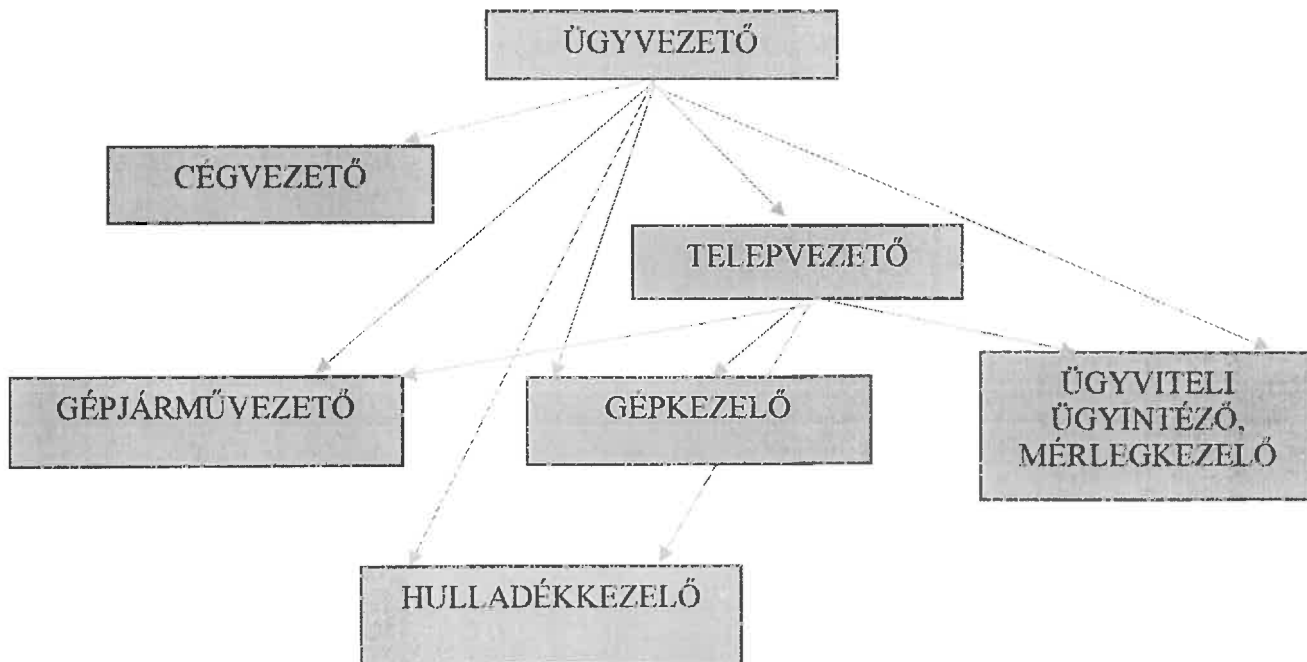 ÜGYVEZETŐ
CÉGVEZETŐ
TELEPVEZETŐ
GÉPJÁRMŰVEZETŐ
GÉPKEZELŐ
ÜGYVITELI
ÜGYINTÉZŐ,
MÉRLEGKEZELŐ
HULLADÉKKEZELŐ